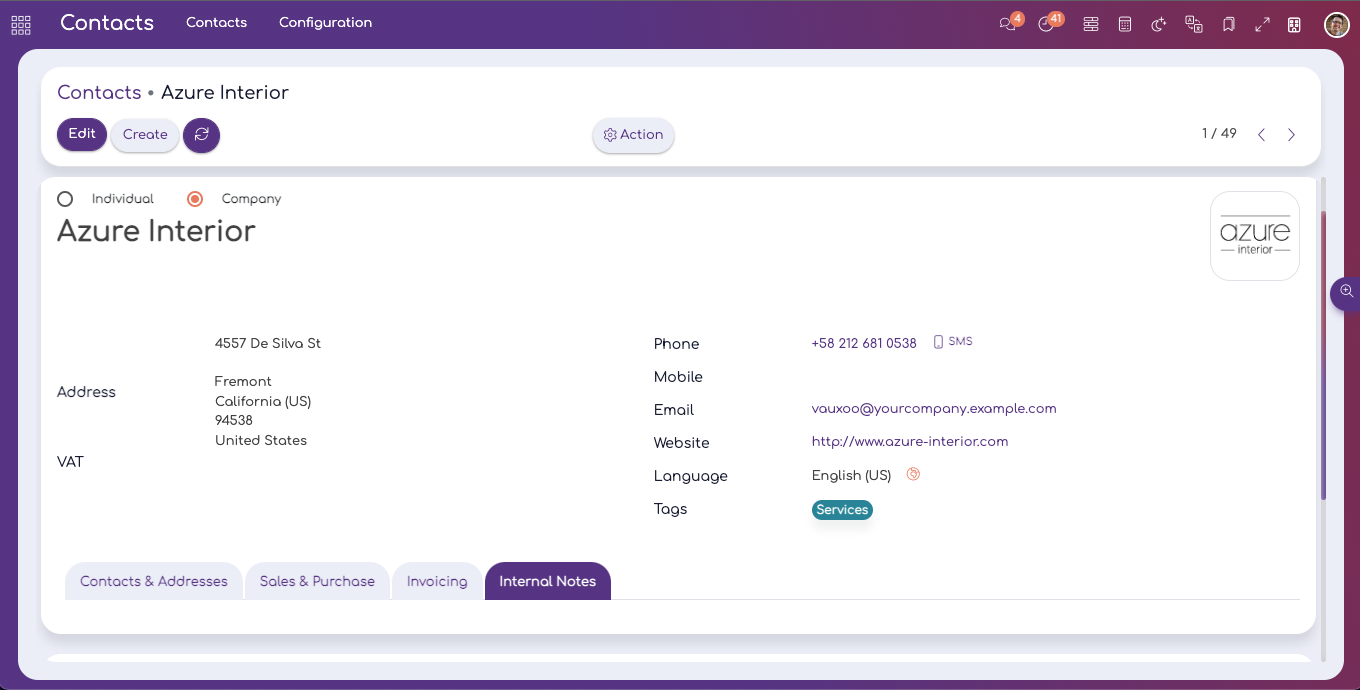 Contacts Contacts Configuration 4 41
Contacts • Azure Interior
Edit Create Action 1 / 49
Individual Company
Azure Interior
azure
interior
4557 De Silva St
Address
Fremont
California (US)
94538
United States
VAT
Phone +58 212 681 0538 SMS
Mobile
Email vauxoo@yourcompany.example.com
Website http://www.azure-interior.com
Language English (US)
Tags Services
Contacts & Addresses Sales & Purchase Invoicing Internal Notes